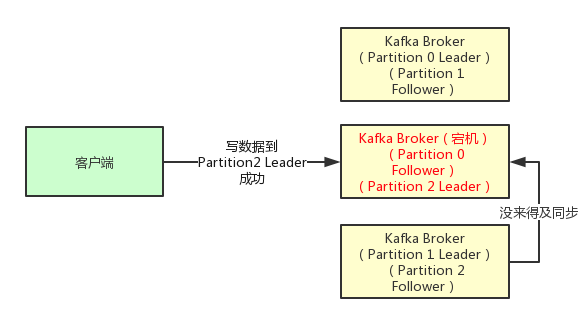 Kafka Broker
( Partition 0 Leader )
( Partition 1
Follower )
客户端
写数据到
Partition2 Leader
成功
Kafka Broker ( 宕机 )
( Partition 0
Follower )
( Partition 2 Leader )
没来得及同步
Kafka Broker
( Partition 1 Leader )
( Partition 2
Follower )